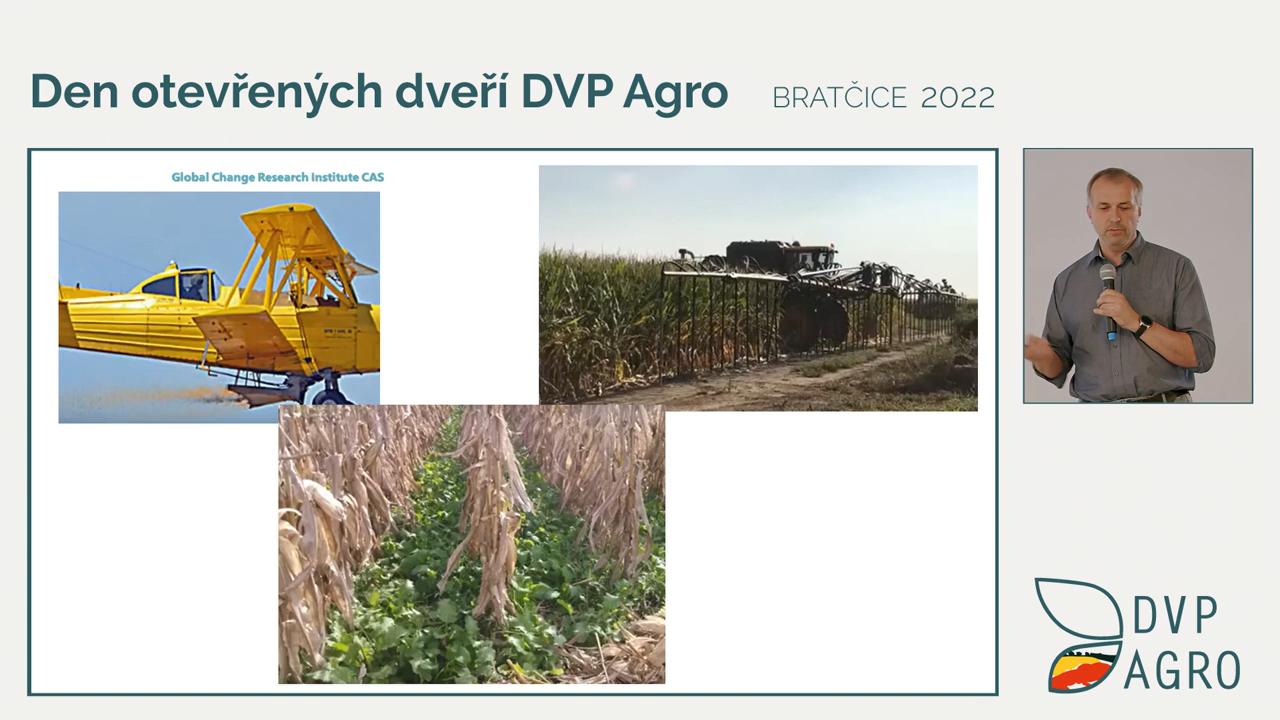 Den otevřených dveří DVP Agro BRATČICE 2022
Global Change Research Institute CAS
DVP
AGRO